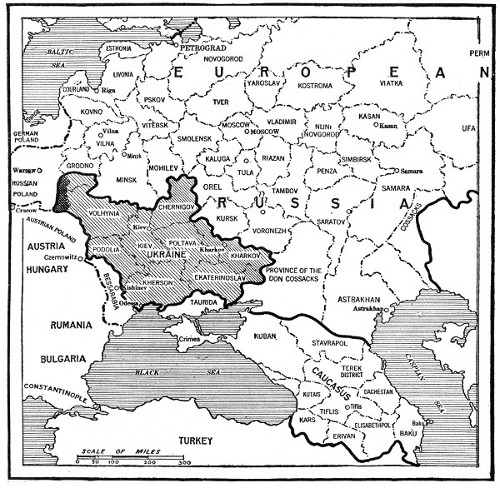 BALTIC
SEA
ESTHONIA
PETROGRAD
NOVGOROD
PERM
EUROPEAN
LIVONIA
YAROSLAV
KOSTROMA
VIATKA
COURLAND
Riga
PSKOV
TVER
KOVNO
VITEBSK
MOSCOW
MOSCOW
VLADIMIR
NIJNI
NOVGOROD
KASAN
Kasan
UFA
GERMAN
POLAND
Vilna
VILNA
SMOLENSK
Warsaw
GRODNO
Minsk
MINSK
MOHILEV
KALUGA
TULA
RIAZAN
PENZA
SIMBIRSK
Samara
SAMARA
RUSSIAN
POLAND
OREL
TAMBOV
RUSSIA
COSSACKS
Cracow
AUSTRIAN POLAND
VOLHYNIA
CHERNIGOV
KURSK
VORONEZH
SARATOV
AUSTRIA
HUNGARY
Czernowitz
PODOLIA
Kiev
KIEV
POLTAVA
Kharkov
KHARKOV
UKRAINE
BESSARABIA
Kishinev
KHERSON
EKATERINOSLAV
PROVINCE OF THE
DON COSSACKS
Odessa
TAURIDA
ASTRAKHAN
Astrakhan
RUMANIA
Crimea
KUBAN
STAVROPOL
BULGARIA
BLACK SEA
CAUCASUS
TEREK
DISTRICT
DAGHESTAN
CASPIAN
SEA
CONSTANTINOPLE
KUTAIS
TIFLIS
Tiflis
KARS
ELISABETHPOL
Baku
BAKU
ERIVAN
TURKEY
SCALE OF MILES
0 50 100 200 300